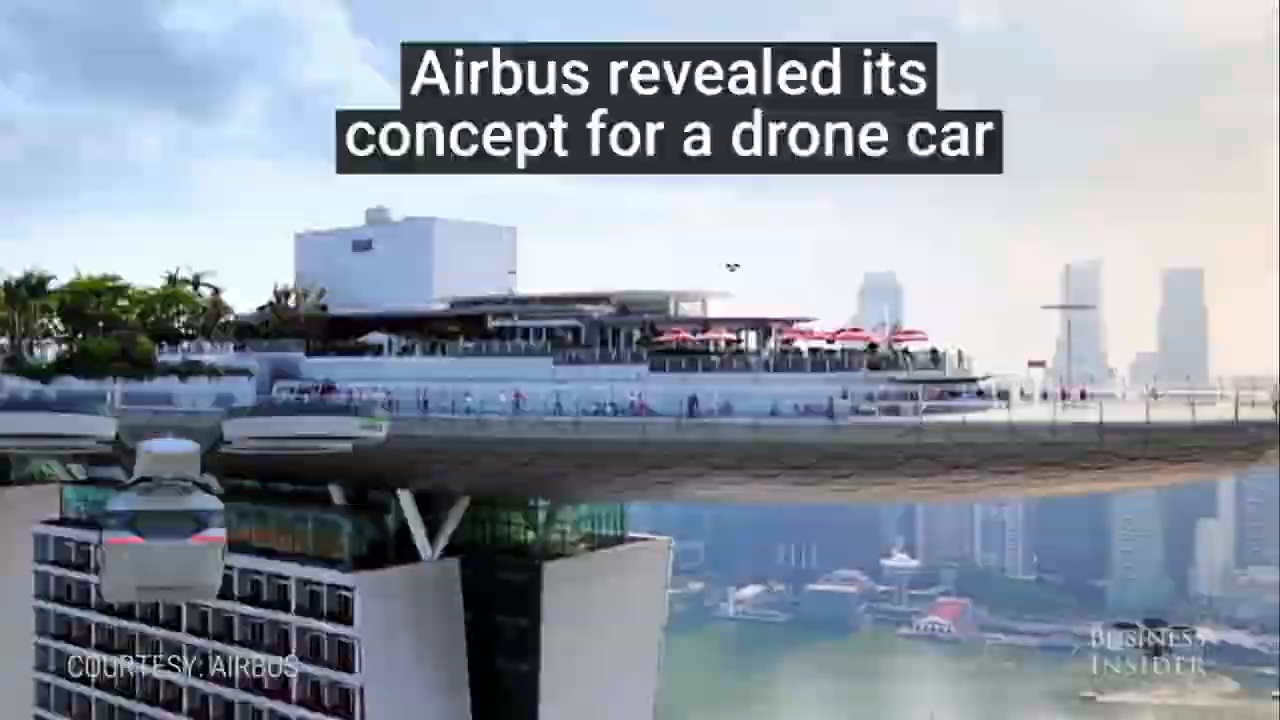 Airbus revealed its
concept for a drone car
COURTESY: AIRBUS
BUSINESS
INSIDER